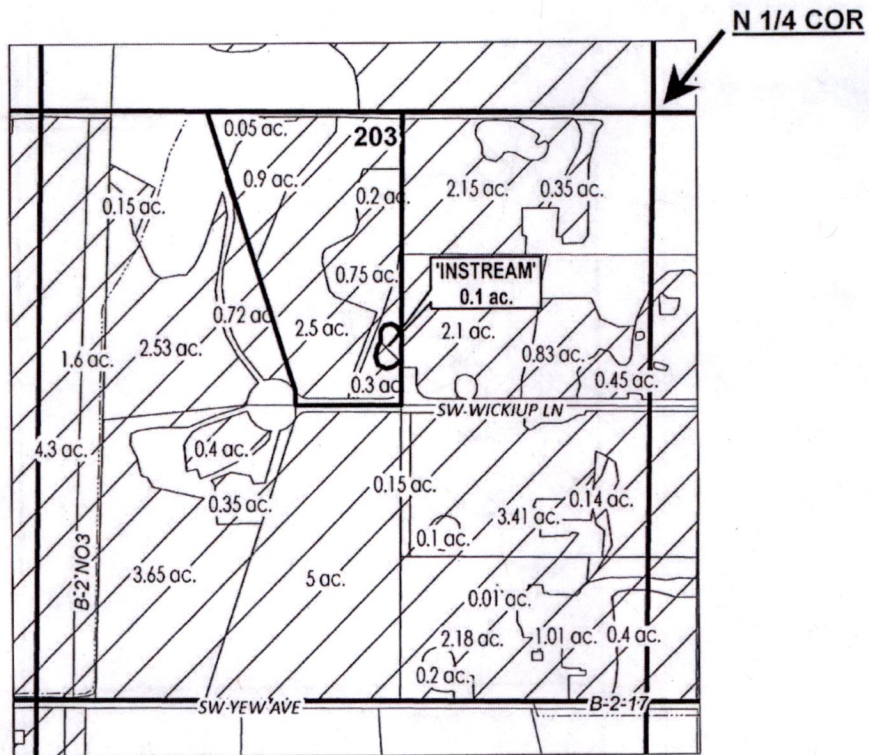 N 1/4 COR
0.05 ac.
203
0.9 ac.
0.2 ac.
2.15 ac.
0.35 ac.
0.15 ac.
0.75 ac.
'INSTREAM'
0.1 ac.
0.72 ac
2.5 ac.
2.1 ac.
2.53 ac.
1.6 ac.
0.83 ac.
0.3 ac
0.45 ac.
SW WICKIUP LN
4.3 ac.
0.4 ac.
0.15 ac.
0.35 ac.
0.14 ac.
3.41 ac.
0.1 ac.
B-2 NO3
3.65 ac.
5 ac.
0.01 ac.
2.18 ac.
1.01 ac.
0.4 ac.
0.2 ac.
SW YEW AVE
B-2-17